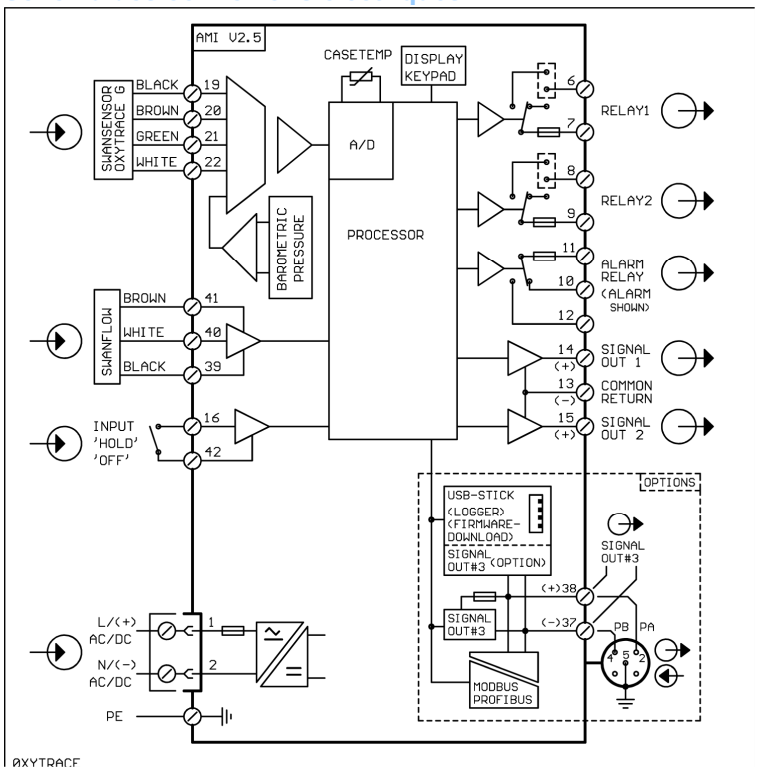 AMI V2.5
CASETEMP
DISPLAY
KEYPAD
SWANSENSOR
OXYTRACE G
BLACK 19
BROWN 20
GREEN 21
WHITE 22
A/D
PROCESSOR
BAROMETRIC
PRESSURE
6
7
RELAY1
8
9
RELAY2
11
10
12
ALARM
RELAY
(ALARM
SHOWN)
SWANFLOW
BROWN 41
WHITE 40
BLACK 39
14
(+)
SIGNAL
OUT 1
13
(-)
COMMON
RETURN
15
(+)
SIGNAL
OUT 2
INPUT
'HOLD'
'OFF'
16
42
OPTIONS
USB-STICK
(LOGGER)
(FIRMWARE-
DOWNLOAD)
SIGNAL
OUT#3 (OPTION)
SIGNAL
OUT#3
(+)38
(-)37
SIGNAL
OUT#3
PB PA
4 5 2
MODBUS
PROFIBUS
L/(+)
AC/DC
1
N/(-)
AC/DC
2
PE
ØXYTRACE